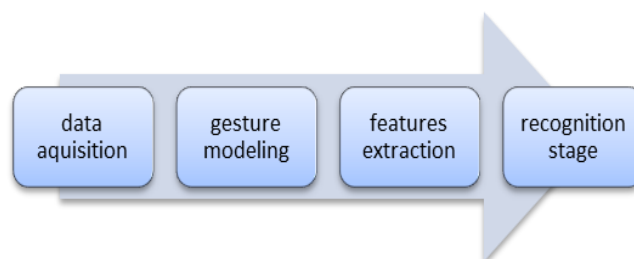 data
aquisition
gesture
modeling
features
extraction
recognition
stage